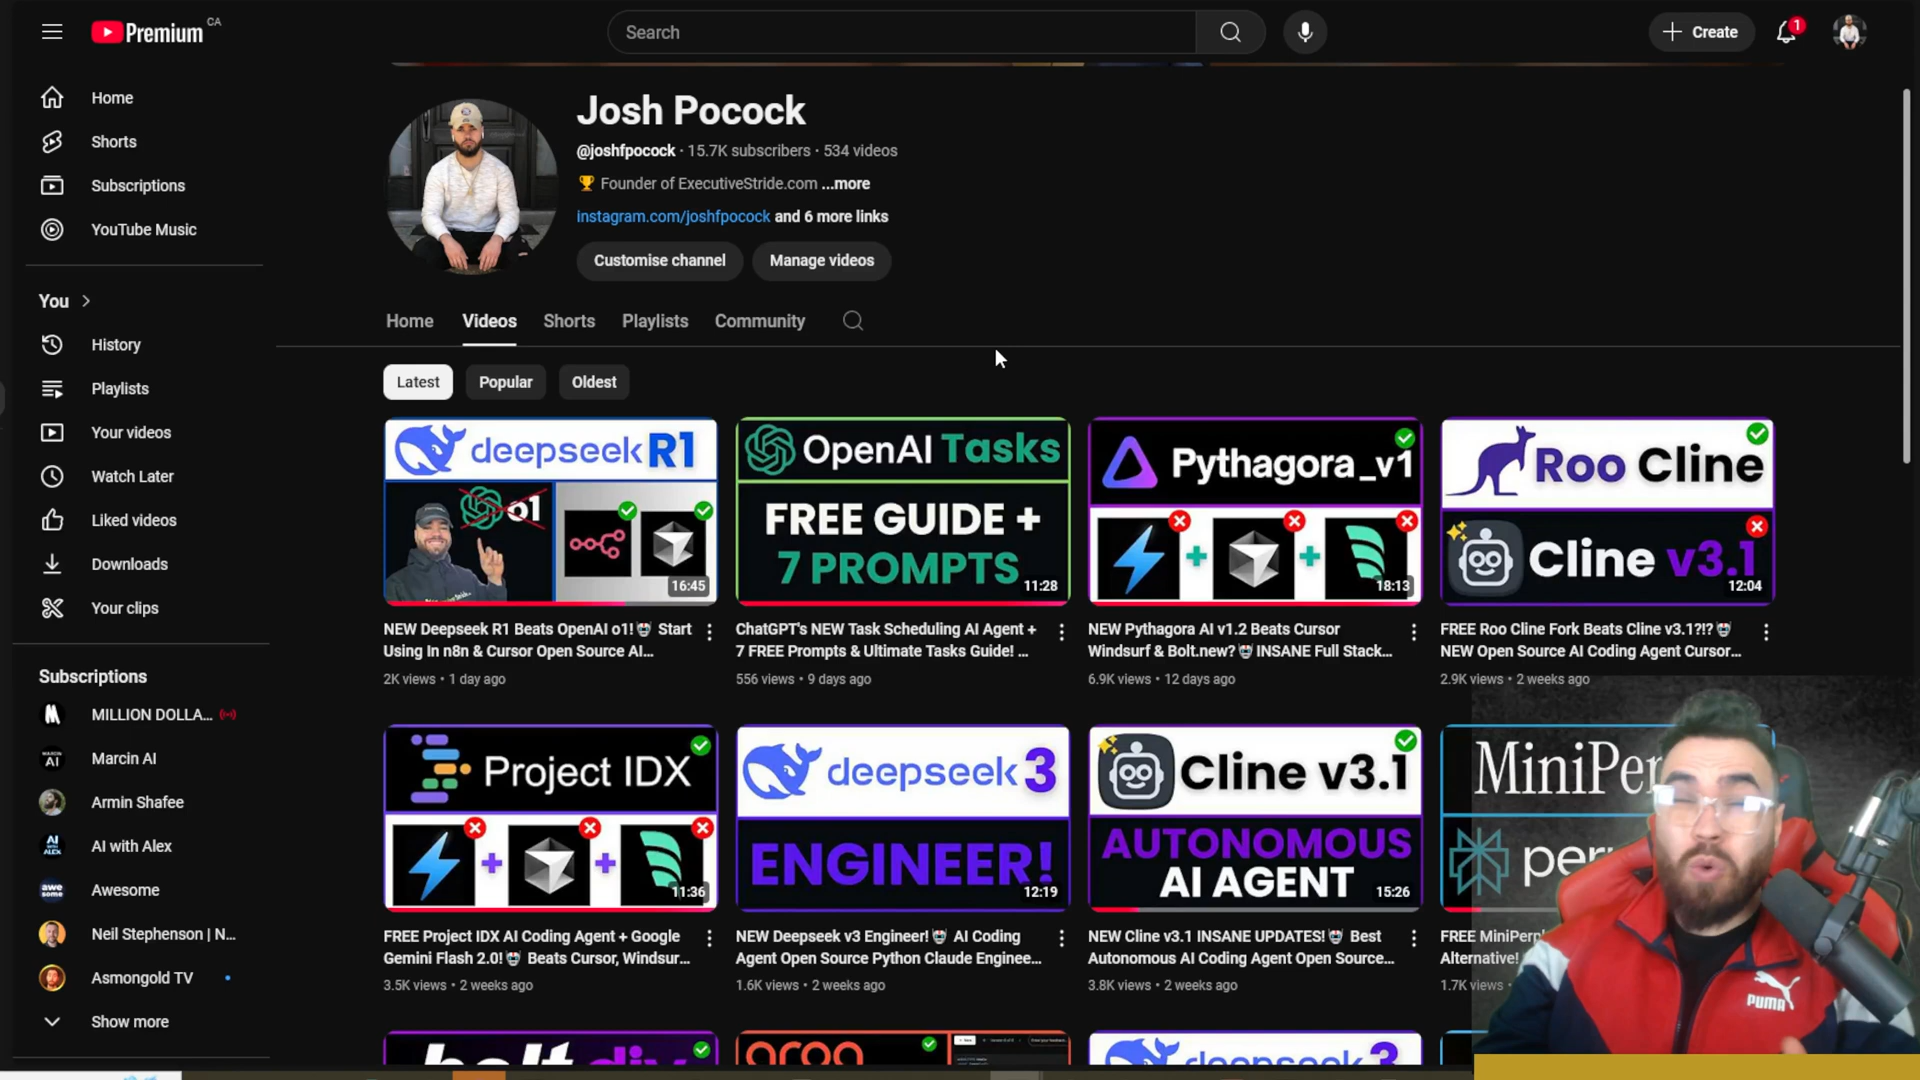 Premium CA
Search
Create
1
Home
Shorts
Subscriptions
YouTube Music
You
History
Playlists
Your videos
Watch Later
Liked videos
Downloads
Your clips
Subscriptions
MILLION DOLLA...
Marcin AI
Armin Shafee
AI with Alex
Awesome
Neil Stephenson | N...
Asmongold TV
Show more
Josh Pocock
@joshfpocock · 15.7K subscribers · 534 videos
🏆 Founder of ExecutiveStride.com ...more
instagram.com/joshfpocock and 6 more links
Customise channel
Manage videos
Home Videos Shorts Playlists Community
Latest Popular Oldest
deepseek R1
o1
16:45
NEW Deepseek R1 Beats OpenAI o1!🤯 Start
Using In n8n & Cursor Open Source AI...
2K views • 1 day ago
OpenAI Tasks
FREE GUIDE +
7 PROMPTS
11:28
ChatGPT's NEW Task Scheduling AI Agent +
7 FREE Prompts & Ultimate Tasks Guide! ...
556 views • 9 days ago
Pythagora_v1
18:13
NEW Pythagora AI v1.2 Beats Cursor
Windsurf & Bolt.new?🤯INSANE Full Stack...
6.9K views • 12 days ago
Roo Cline
Cline v3.1
12:04
FREE Roo Cline Fork Beats Cline v3.1?!?🤯
NEW Open Source AI Coding Agent Cursor...
2.9K views • 2 weeks ago
Project IDX
11:36
FREE Project IDX AI Coding Agent + Google
Gemini Flash 2.0!🤯 Beats Cursor, Windsur...
3.5K views • 2 weeks ago
deepseek 3
ENGINEER!
12:19
NEW Deepseek v3 Engineer!🤯 AI Coding
Agent Open Source Python Claude Enginee...
1.6K views • 2 weeks ago
Cline v3.1
AUTONOMOUS
AI AGENT
15:26
NEW Cline v3.1 INSANE UPDATES!🤯 Best
Autonomous AI Coding Agent Open Source...
3.8K views • 2 weeks ago
MiniPer
per
FREE MiniPerp
Alternative!
1.7K views •
PUMA
bolt diy
groq
deepseek 3